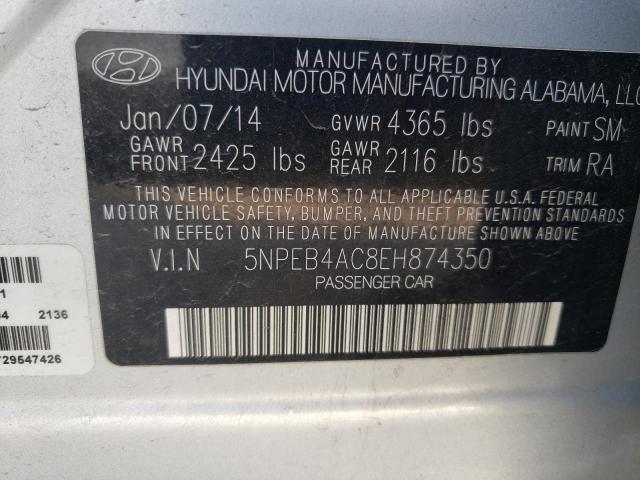 MANUFACTURED BY
HYUNDAI MOTOR MANUFACTURING ALABAMA, LLC
Jan/07/14 GVWR 4365 lbs PAINT SM
GAWR FRONT 2425 lbs GAWR REAR 2116 lbs TRIM RA
THIS VEHICLE CONFORMS TO ALL APPLICABLE U.S.A. FEDERAL
MOTOR VEHICLE SAFETY, BUMPER, AND THEFT PREVENTION STANDARDS
IN EFFECT ON THE DATE OF MANUFACTURE SHOWN ABOVE.
V.I.N 5NPEB4AC8EH874350
PASSENGER CAR
2136
29547426